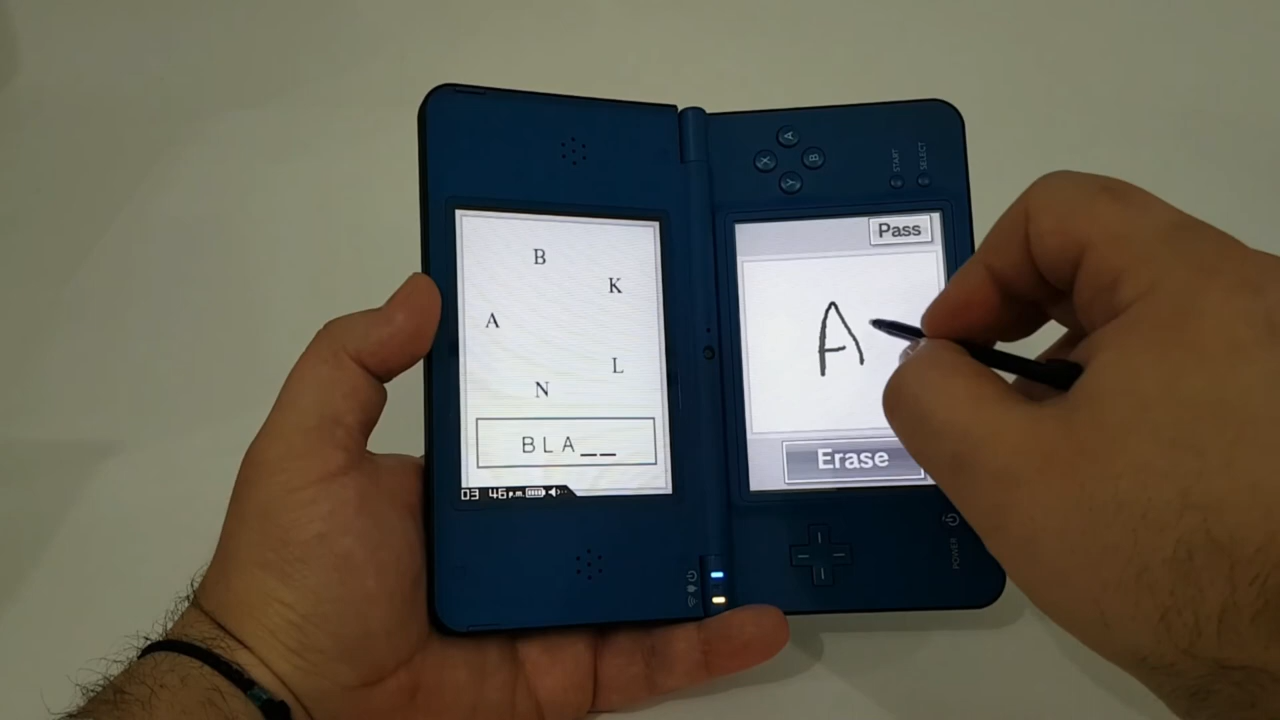 B
K
A
L
N
BLA__
03 46 p.m.
A
X
B
Y
START
SELECT
Pass
A
Erase
POWER